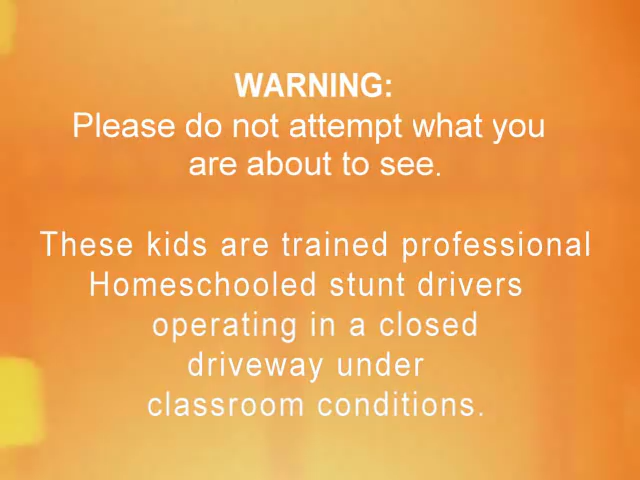 WARNING:
Please do not attempt what you
are about to see.
These kids are trained professional
Homeschooled stunt drivers
operating in a closed
driveway under
classroom conditions.